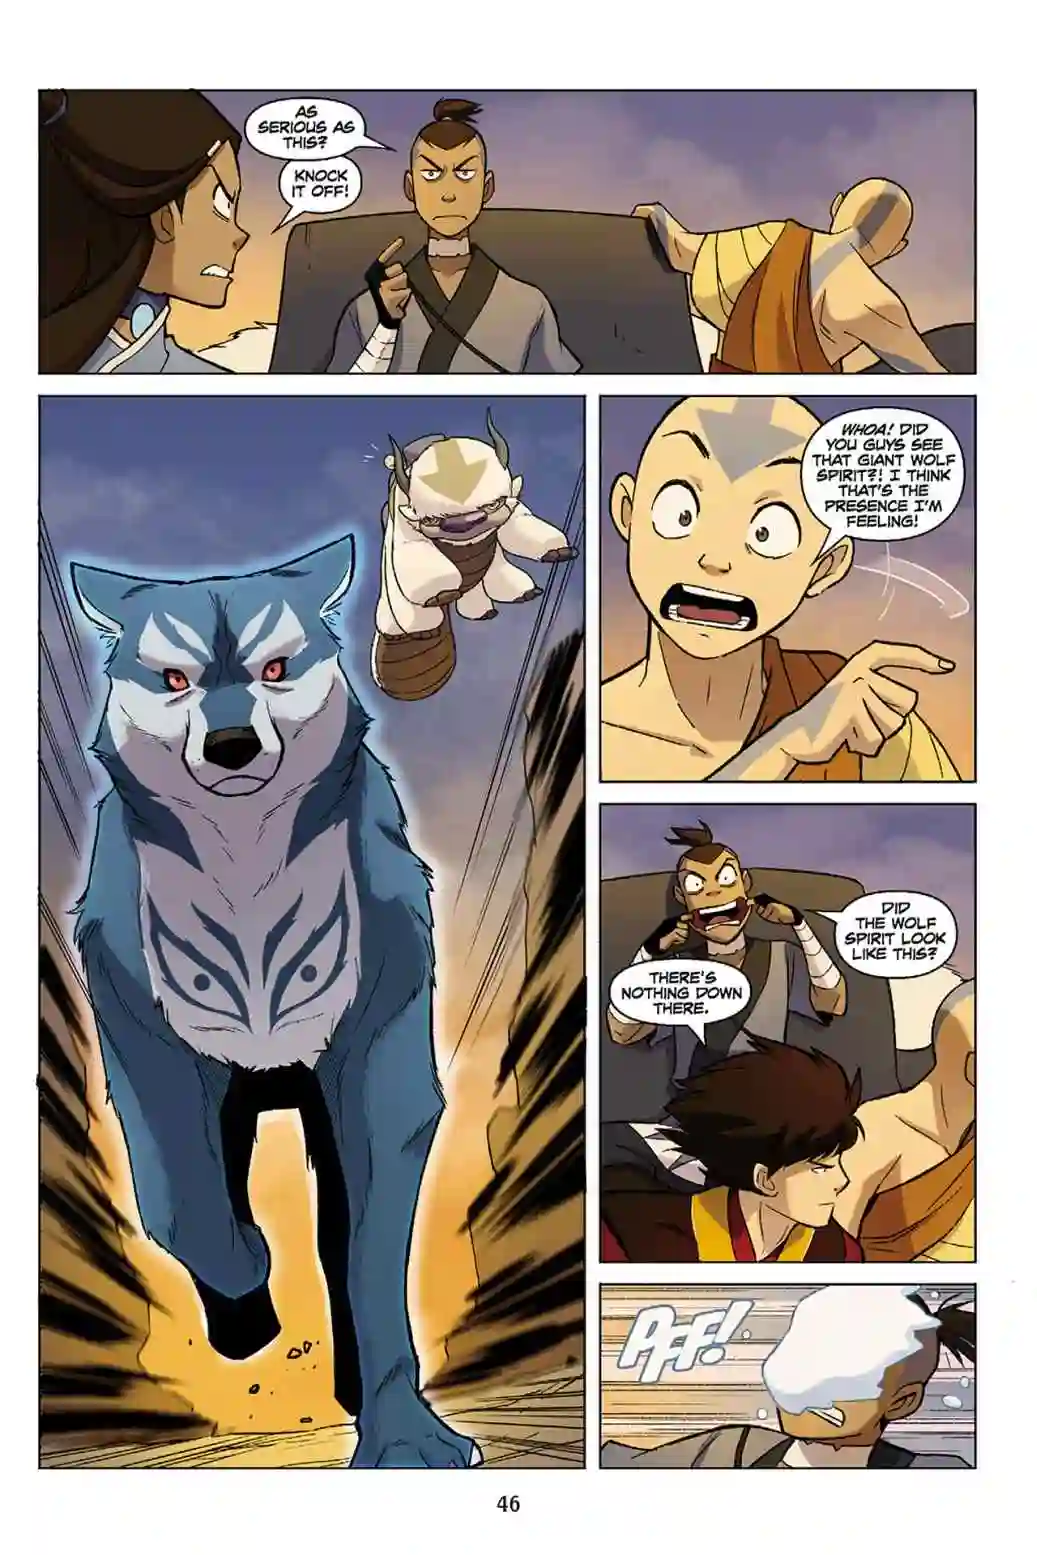 AS
SERIOUS AS
THIS?
KNOCK
IT OFF!
WHOA! DID
YOU GUYS SEE
THAT GIANT WOLF
SPIRIT?! I THINK
THAT'S THE
PRESENCE I'M
FEELING!
DID
THE WOLF
SPIRIT LOOK
LIKE THIS?
THERE'S
NOTHING DOWN
THERE.
PFF!
46